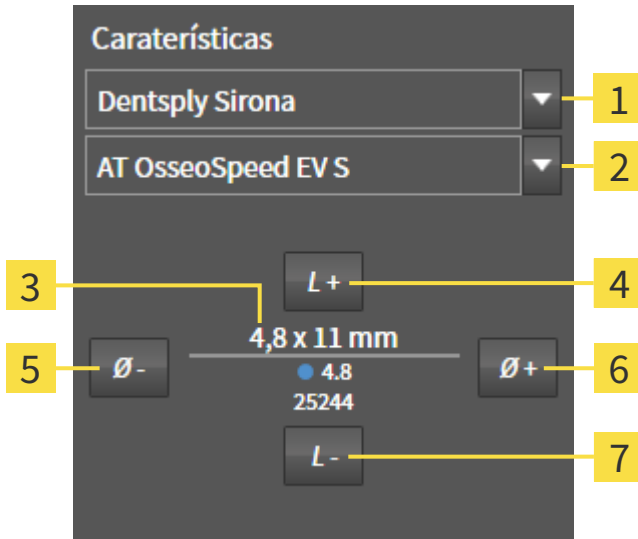 Caraterísticas
Dentsply Sirona
1
AT OsseoSpeed EV S
2
3
L +
4
4,8 x 11 mm
5
Ø -
4.8
Ø +
6
25244
L -
7